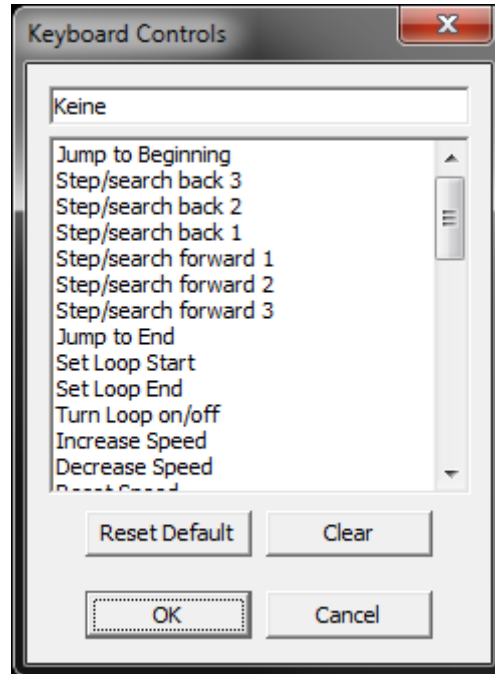 Keyboard Controls
Keine
Jump to Beginning
Step/search back 3
Step/search back 2
Step/search back 1
Step/search forward 1
Step/search forward 2
Step/search forward 3
Jump to End
Set Loop Start
Set Loop End
Turn Loop on/off
Increase Speed
Decrease Speed
Reset Speed
Reset Default Clear
OK Cancel